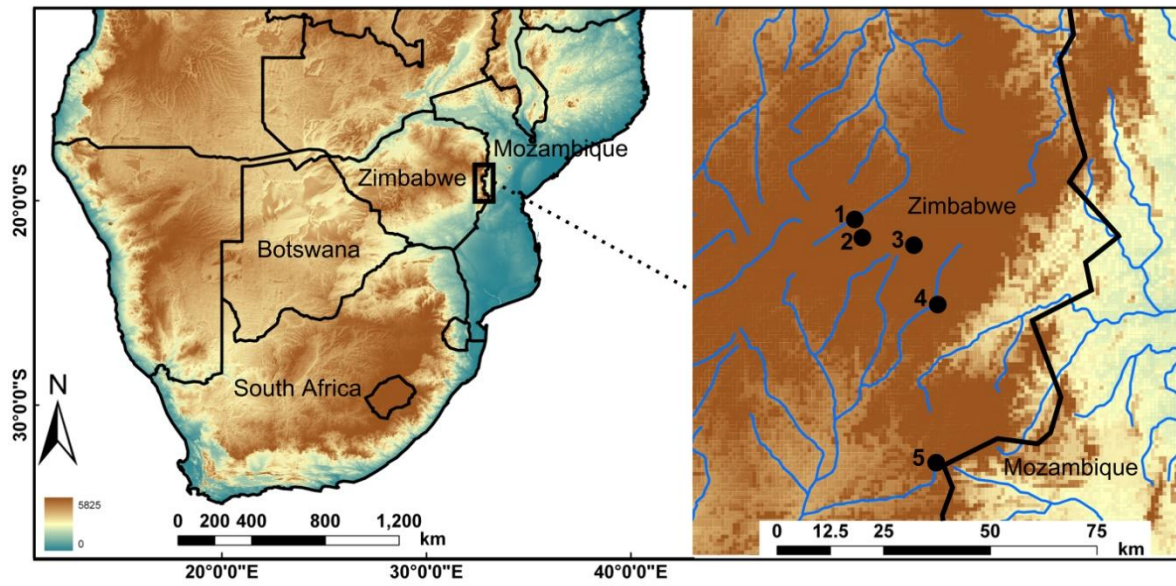 Mozambique
Zimbabwe
Botswana
South Africa
20°0'0"S
30°0'0"S
N
5825
0
0 200 400 800 1,200
km
20°0'0"E 30°0'0"E 40°0'0"E
Zimbabwe
1
2
3
4
5
Mozambique
0 12.5 25 50 75
km